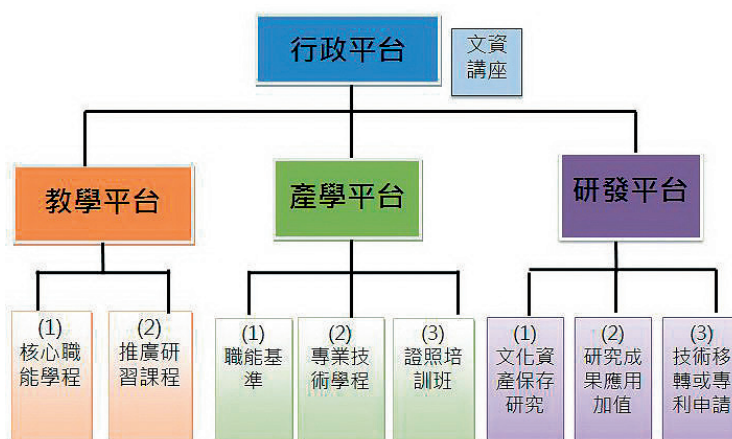 行政平台
文資
講座
教學平台
產學平台
研發平台
(1)
核心職
能學程
(2)
推廣研
習課程
(1)
職能基
準
(2)
專業技
術學程
(3)
證照培
訓班
(1)
文化資
產保存
研究
(2)
研究成
果應用
加值
(3)
技術移
轉或專
利申請